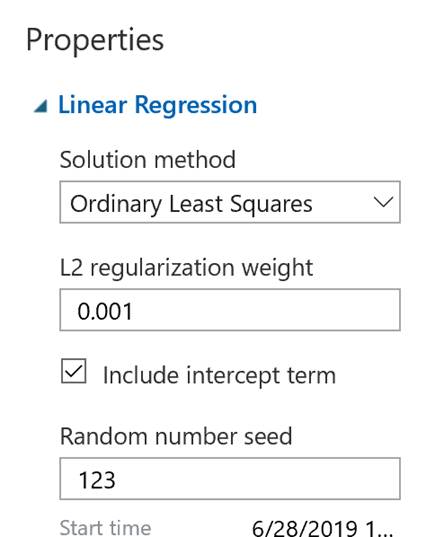 Properties
Linear Regression
Solution method
Ordinary Least Squares
L2 regularization weight
0.001
Include intercept term
Random number seed
123
Start time 6/28/2019 1...